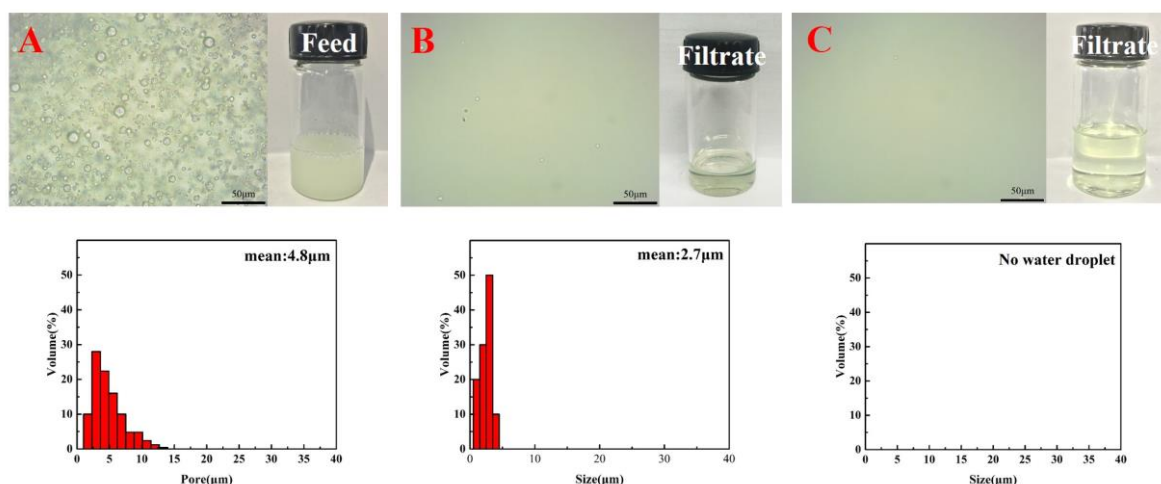 A
Feed
50μm
B
Filtrate
50μm
C
Filtrate
50μm
mean:4.8μm
Volume(%)
50
40
30
20
10
0
0 5 10 15 20 25 30 35 40
Pore(μm)
mean:2.7μm
Volume(%)
50
40
30
20
10
0
0 10 20 30 40
Size(μm)
No water droplet
Volume(%)
50
40
30
20
10
0
0 5 10 15 20 25 30 35 40
Size(μm)